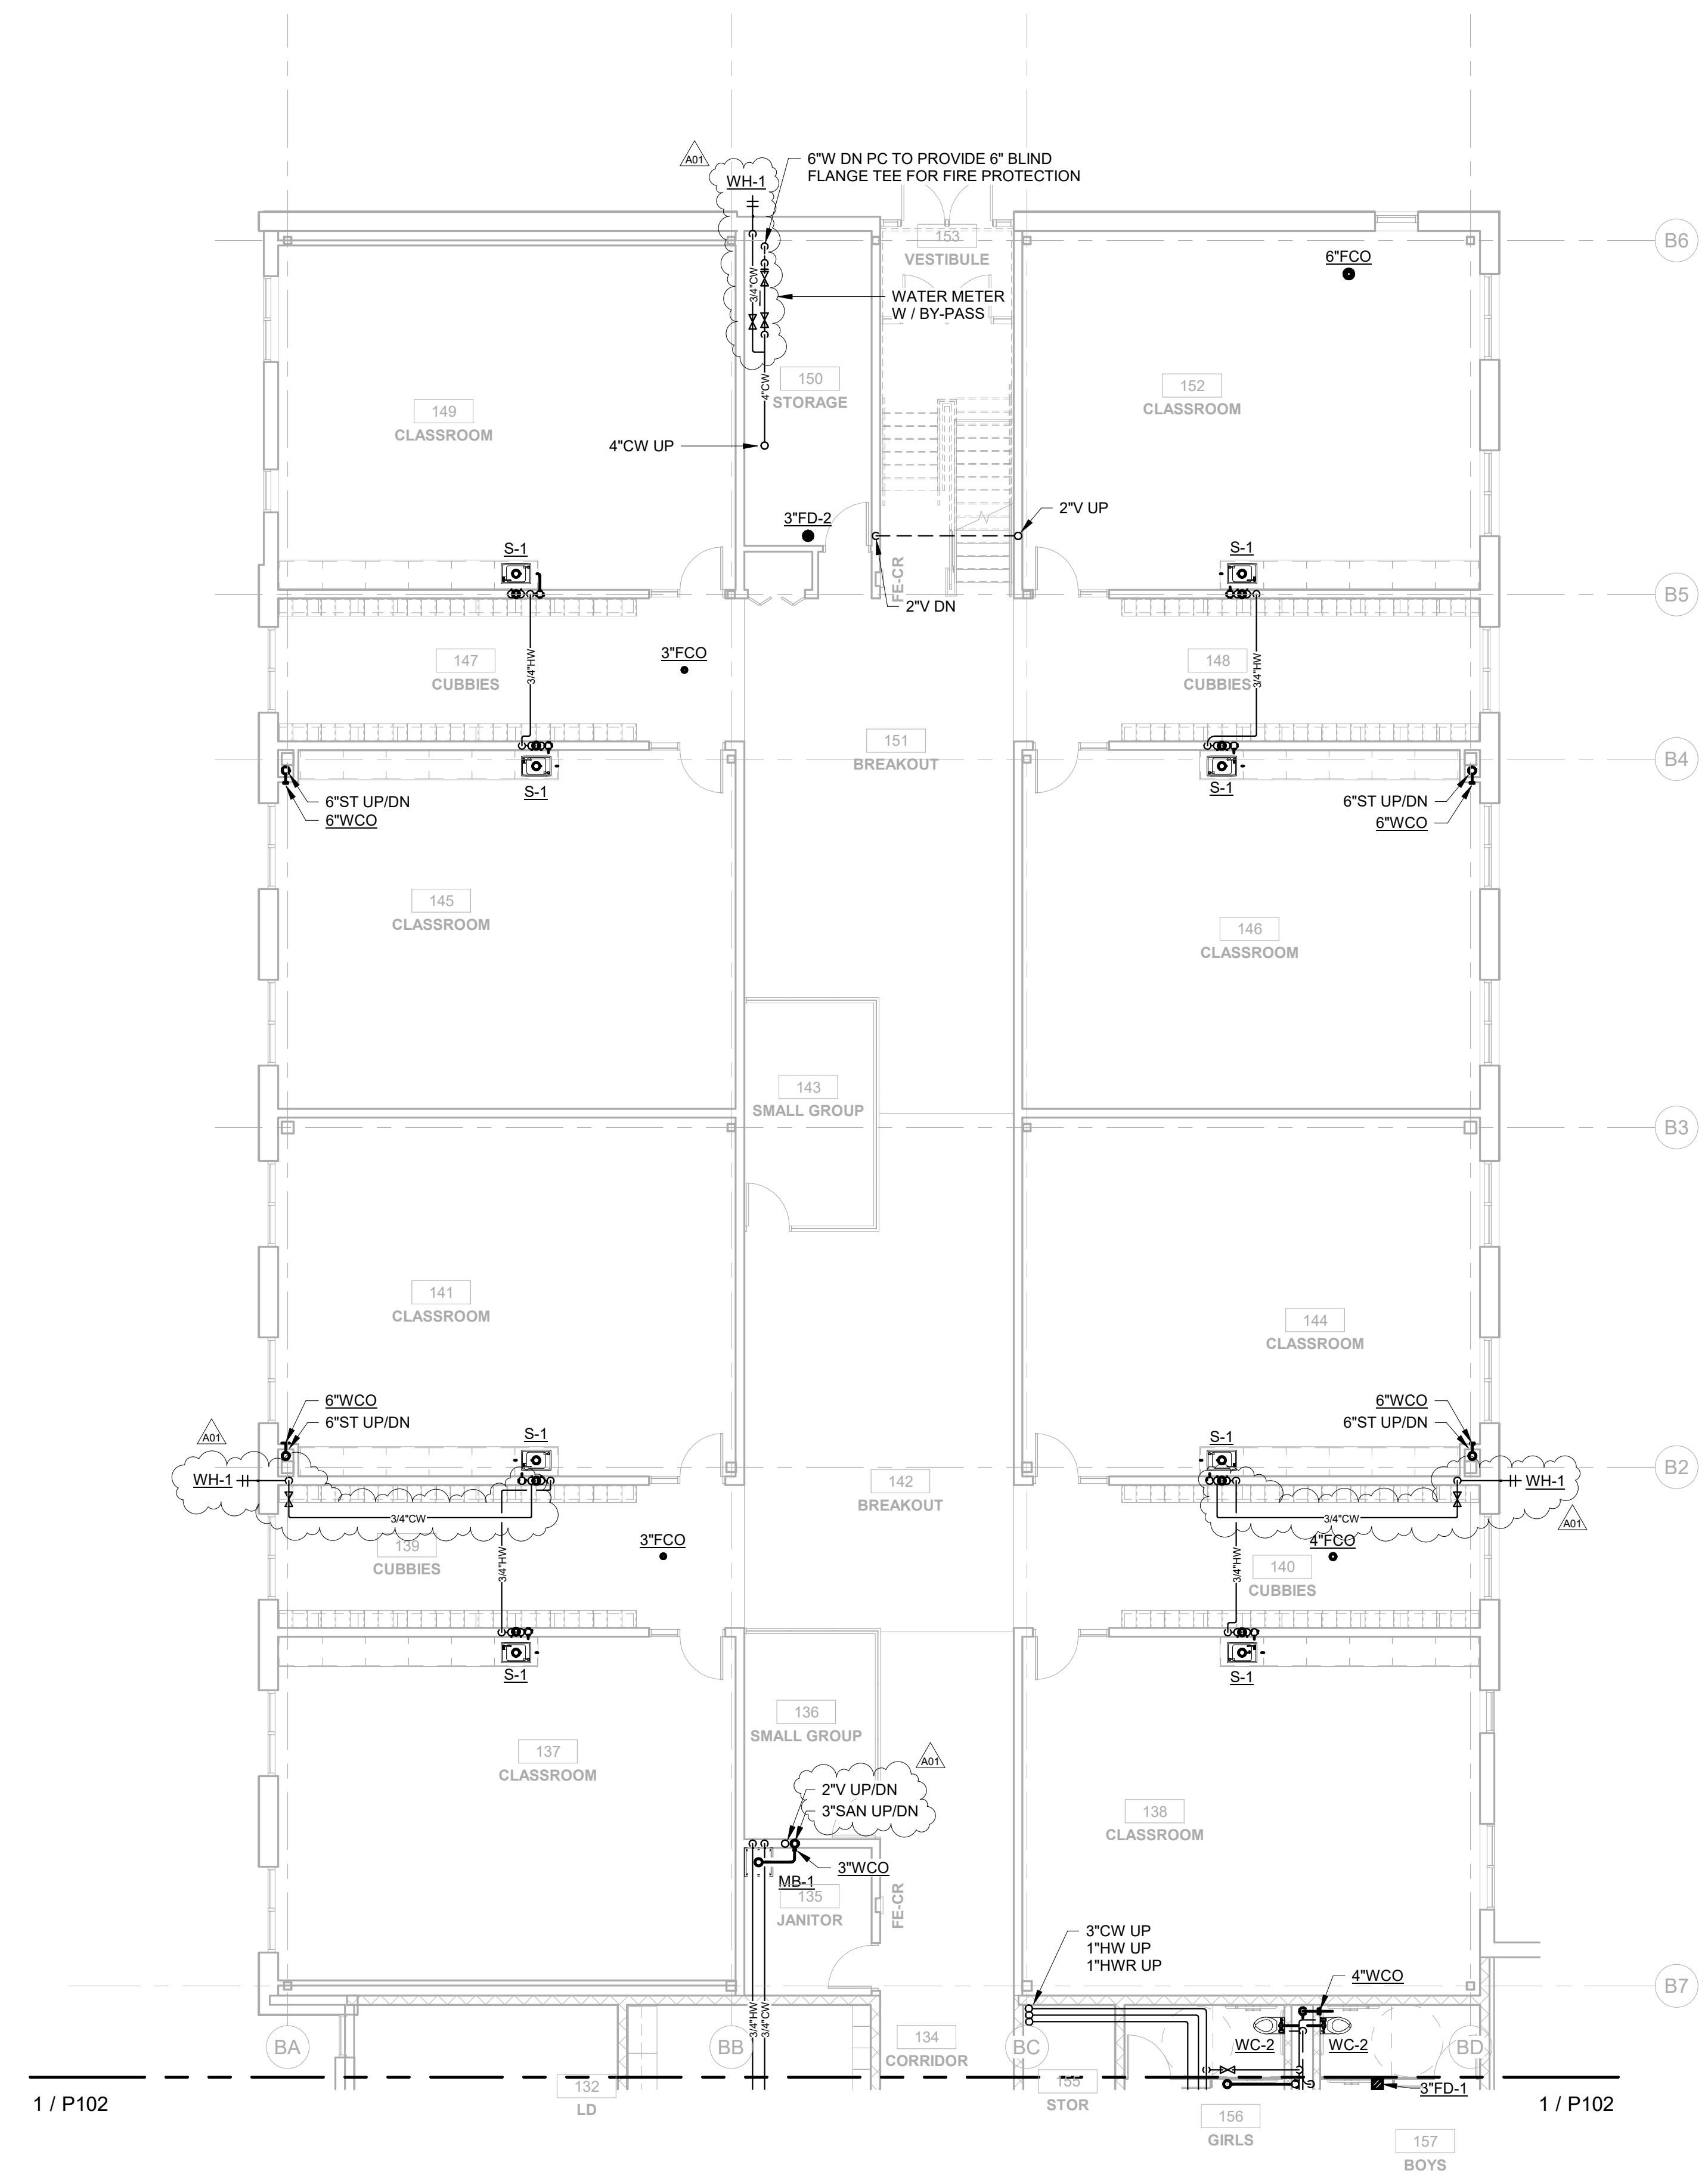 A01
WH-1
6"W DN PC TO PROVIDE 6" BLIND
FLANGE TEE FOR FIRE PROTECTION
153
VESTIBULE
B6
6"FCO
3/4"CW
WATER METER
W / BY-PASS
150
STORAGE
4"CW
152
CLASSROOM
149
CLASSROOM
4"CW UP
3"FD-2
2"V UP
S-1
S-1
FE-CR
B5
2"V DN
147
CUBBIES
3/4"HW
3"FCO
148
CUBBIES
3/4"HW
151
BREAKOUT
B4
S-1
S-1
6"ST UP/DN
6"WCO
6"ST UP/DN
6"WCO
145
CLASSROOM
146
CLASSROOM
143
SMALL GROUP
B3
141
CLASSROOM
144
CLASSROOM
6"WCO
6"ST UP/DN
6"WCO
6"ST UP/DN
A01
S-1
S-1
B2
WH-1
142
BREAKOUT
WH-1
3/4"CW
3/4"CW
A01
139
CUBBIES
3/4"HW
3"FCO
4"FCO
3/4"HW
140
CUBBIES
S-1
S-1
136
SMALL GROUP
137
CLASSROOM
A01
2"V UP/DN
3"SAN UP/DN
138
CLASSROOM
3"WCO
MB-1
135
JANITOR
FE-CR
3"CW UP
1"HW UP
1"HWR UP
4"WCO
B7
3/4"HW
3/4"CW
BA
BB
134
CORRIDOR
BC
WC-2
WC-2
BD
132
LD
155
STOR
3"FD-1
1 / P102
1 / P102
156
GIRLS
157
BOYS